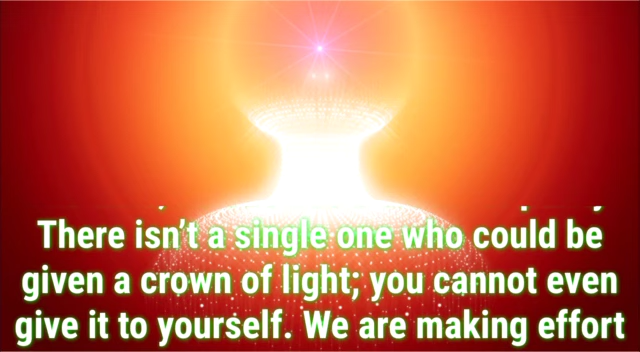 There isn't a single one who could be
given a crown of light; you cannot even
give it to yourself. We are making effort